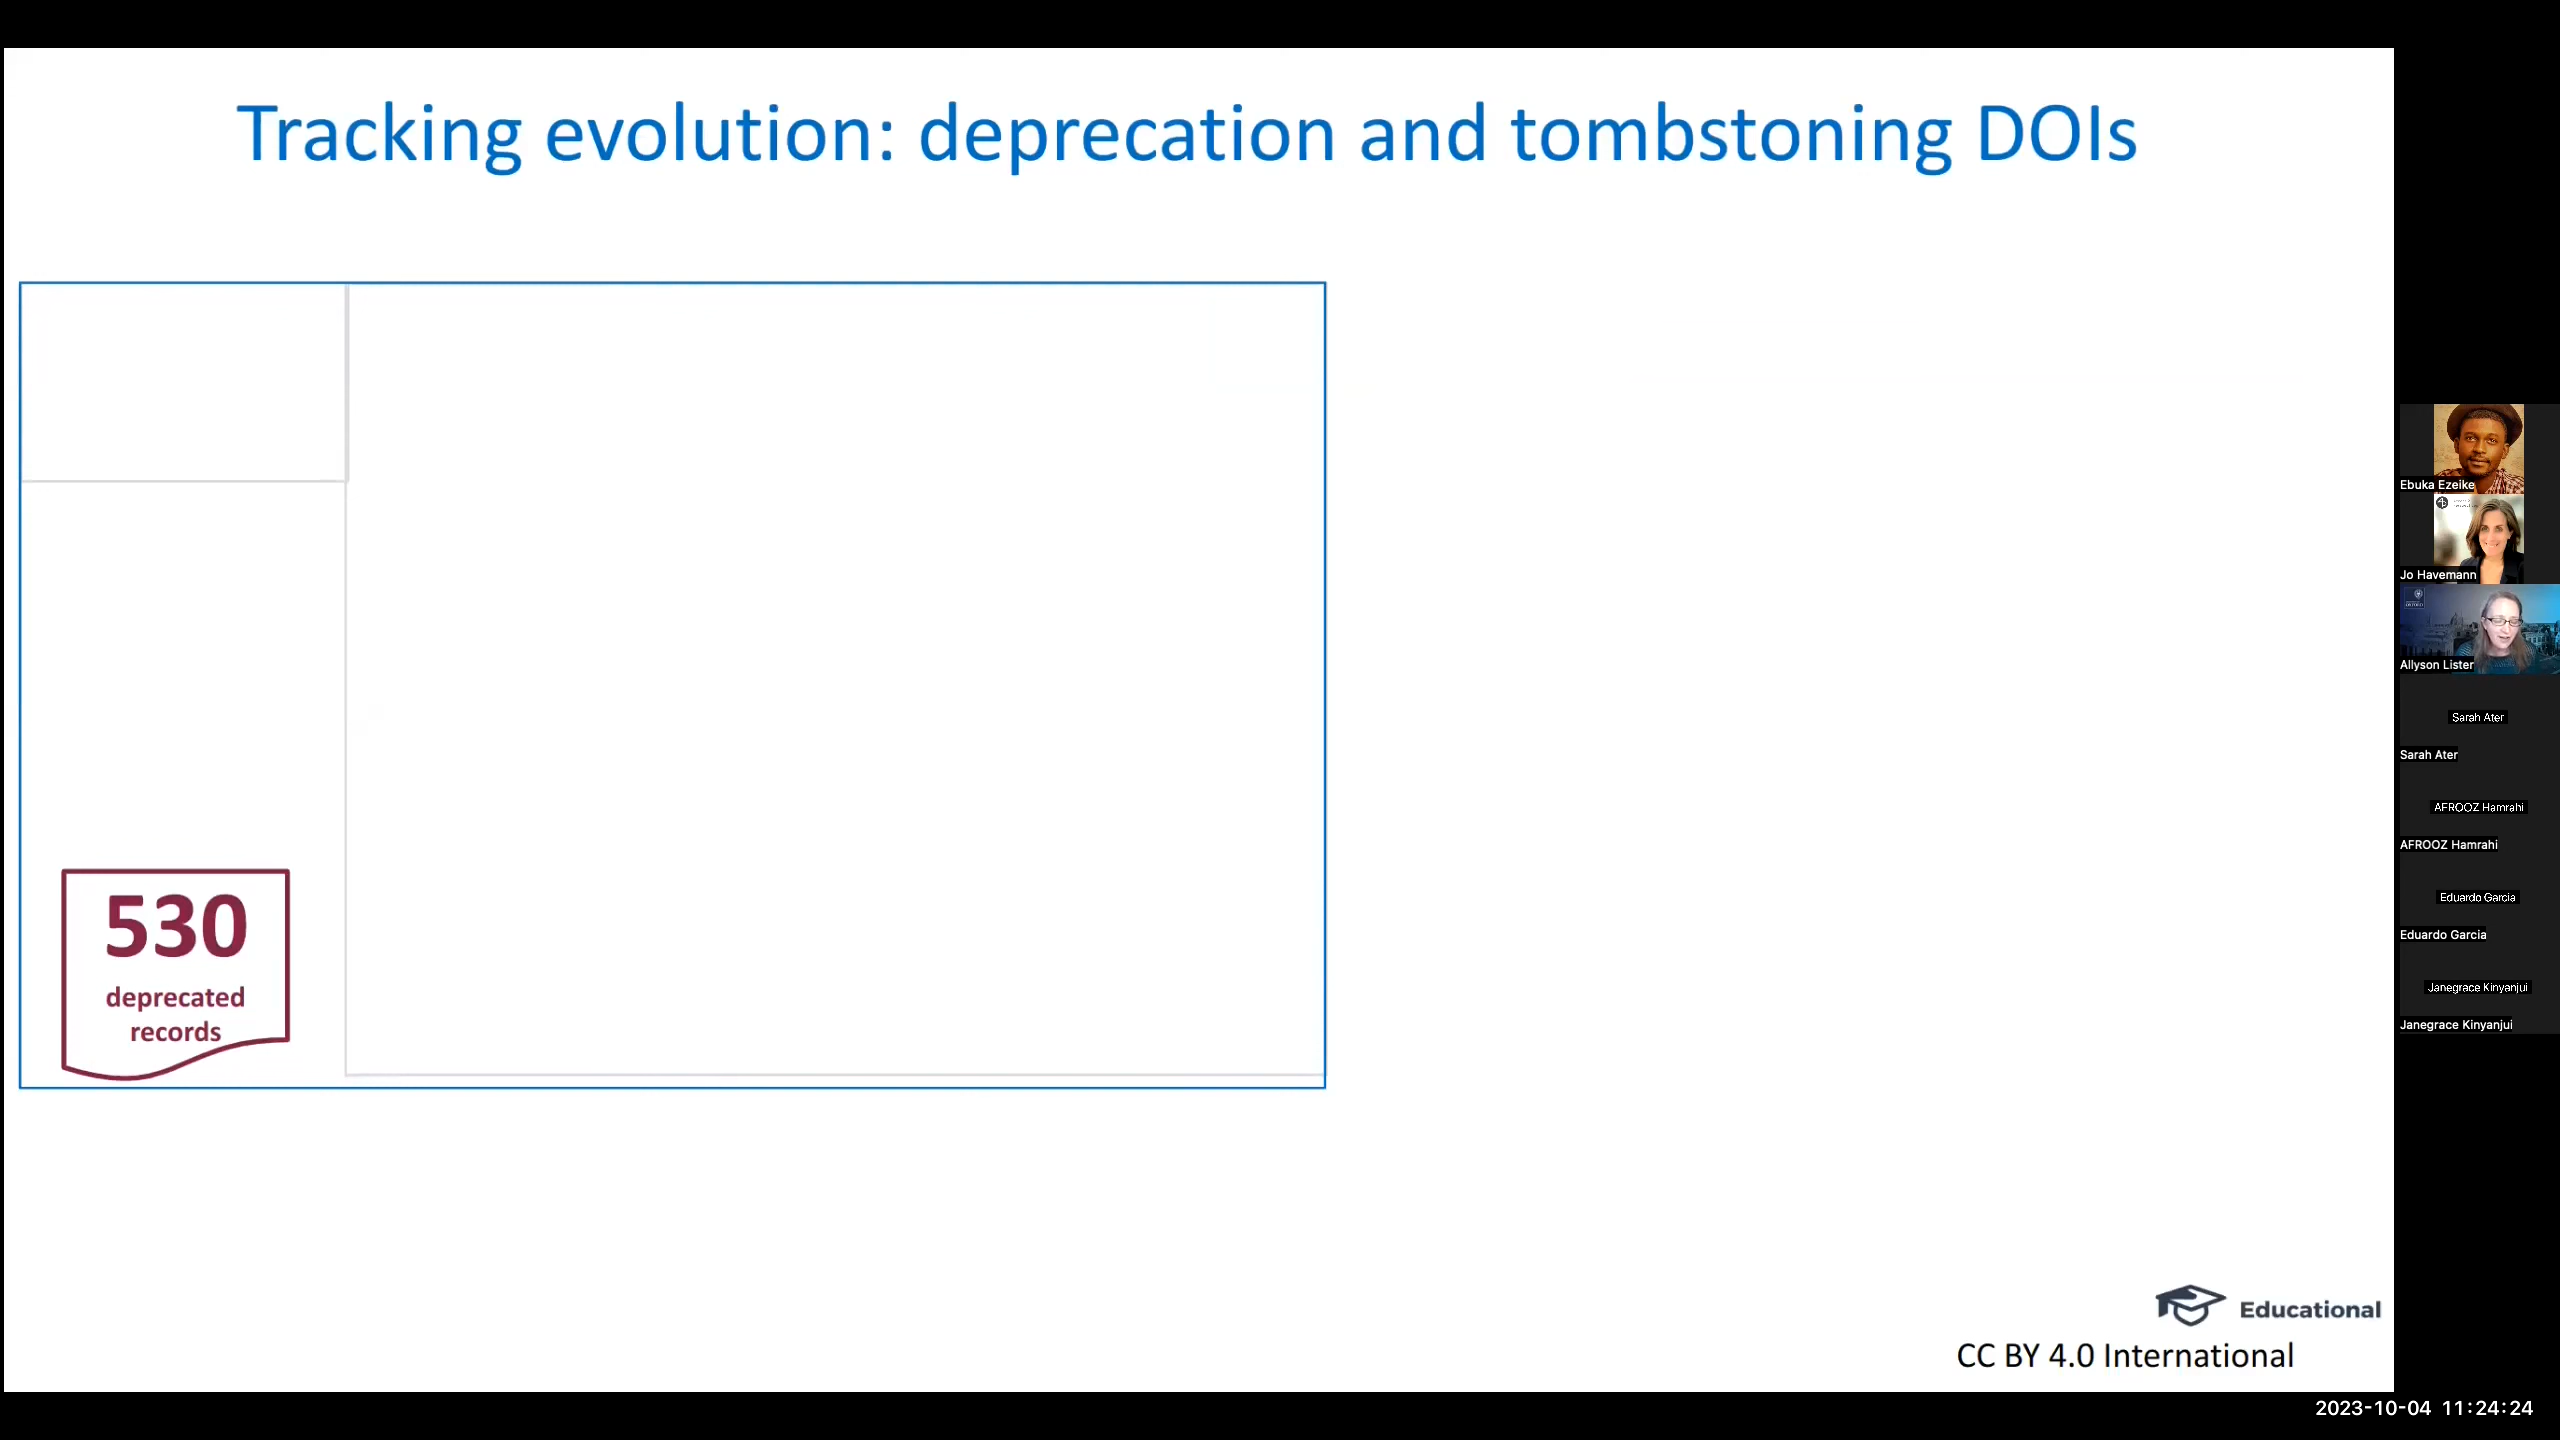 Tracking evolution: deprecation and tombstoning DOIs
530
deprecated
records
Educational
CC BY 4.0 International
Ebuka Ezeike
Jo Havemann
Allyson Lister
Sarah Ater
Sarah Ater
AFROOZ Hamrahi
AFROOZ Hamrahi
Eduardo Garcia
Eduardo Garcia
Janegrace Kinyanjui
Janegrace Kinyanjui
2023-10-04 11:24:24